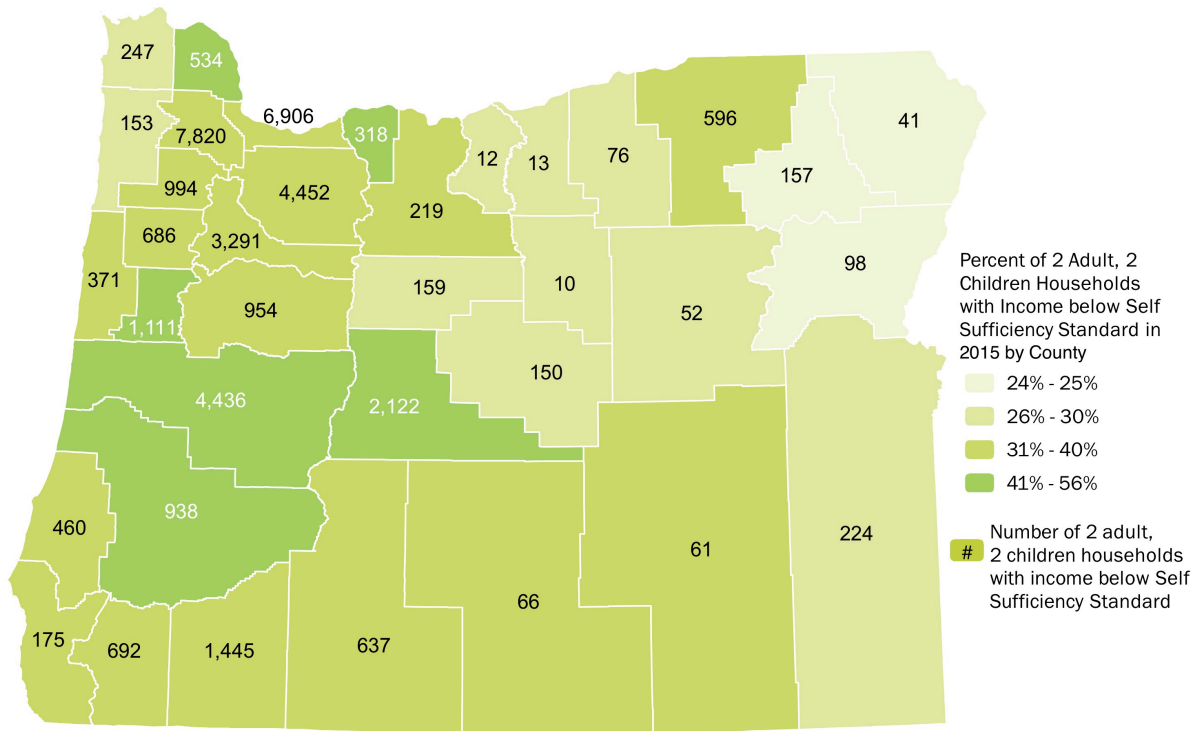 247
534
6,906
153
7,820
318
596
41
12
13
76
157
994
4,452
219
686
3,291
98
371
159
10
954
52
1,111
150
4,436
2,122
938
460
224
61
66
175
692
1,445
637
Percent of 2 Adult, 2
Children Households
with Income below Self
Sufficiency Standard in
2015 by County
24% - 25%
26% - 30%
31% - 40%
41% - 56%
#
Number of 2 adult,
2 children households
with income below Self
Sufficiency Standard